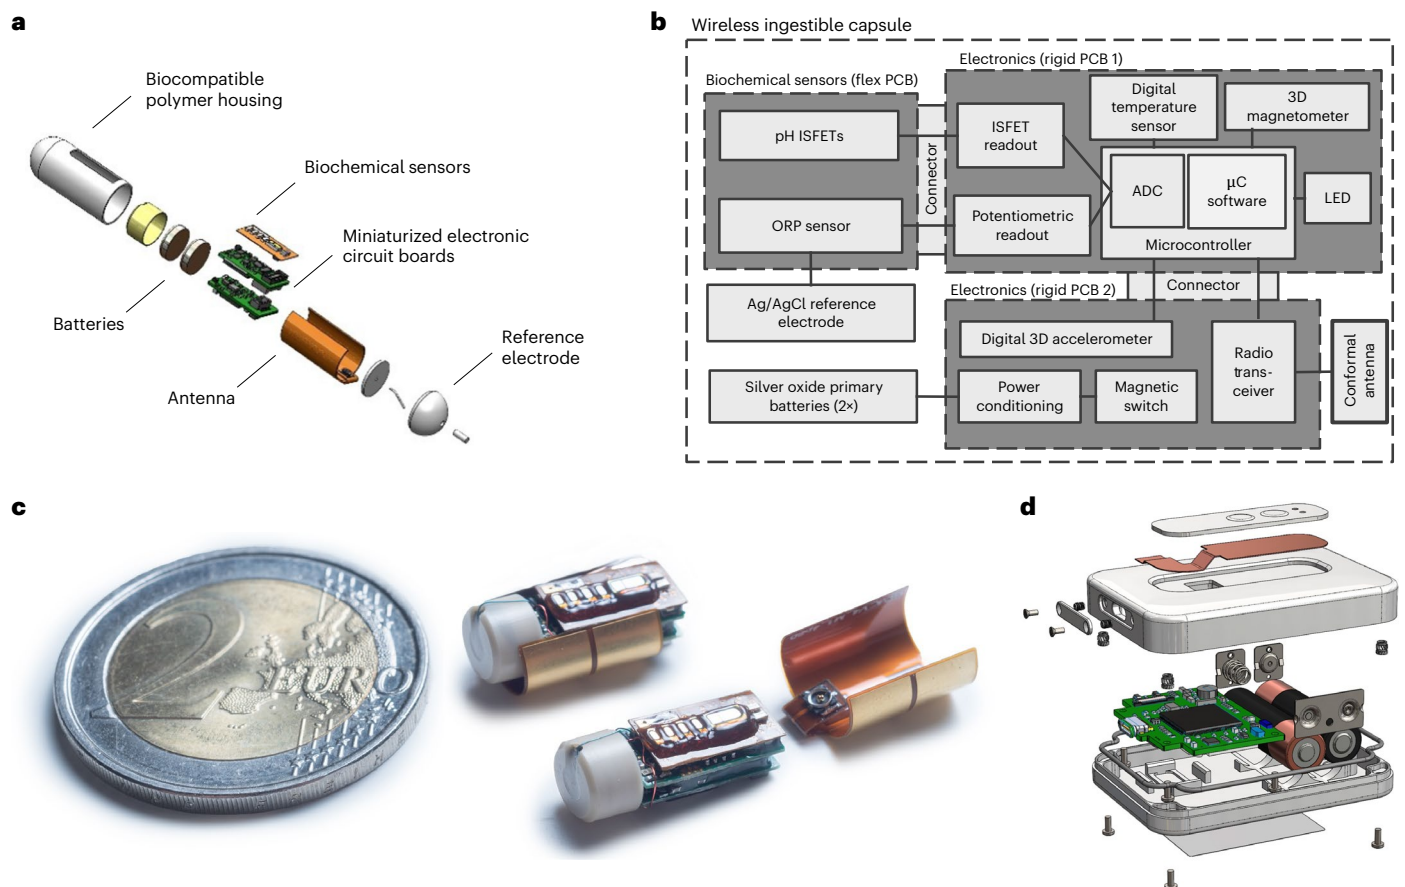 a
Biocompatible
polymer housing
Biochemical sensors
Miniaturized electronic
circuit boards
Batteries
Antenna
Reference
electrode
b
Wireless ingestible capsule
Biochemical sensors (flex PCB)
pH ISFETs
ORP sensor
Connector
Ag/AgCl reference
electrode
Silver oxide primary
batteries (2×)
Electronics (rigid PCB 1)
ISFET
readout
Potentiometric
readout
Digital
temperature
sensor
3D
magnetometer
ADC
µC
software
Microcontroller
LED
Connector
Electronics (rigid PCB 2)
Digital 3D accelerometer
Power
conditioning
Magnetic
switch
Radio
trans-
ceiver
Conformal
antenna
c
2
EURO
d